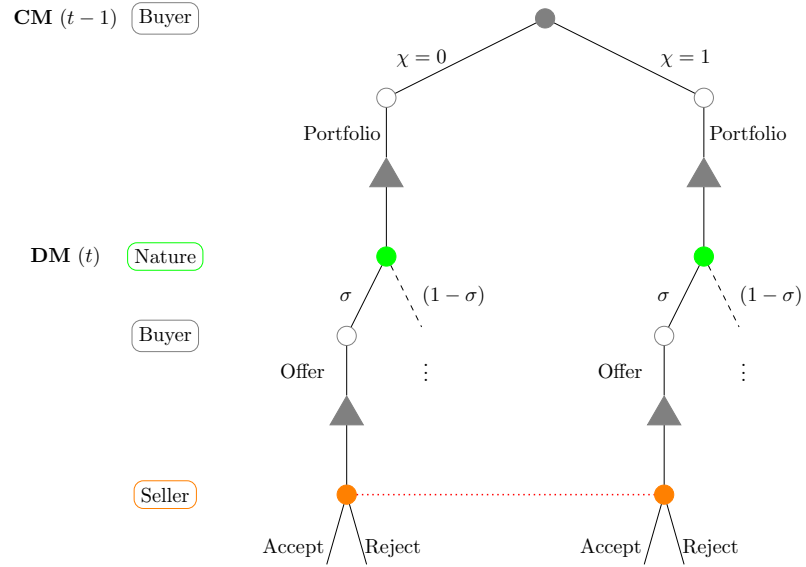 CM (t − 1) Buyer
χ = 0 χ = 1
Portfolio Portfolio
DM (t) Nature
σ (1 − σ) σ (1 − σ)
Buyer
Offer ⋮ Offer ⋮
Seller
Accept Reject Accept Reject